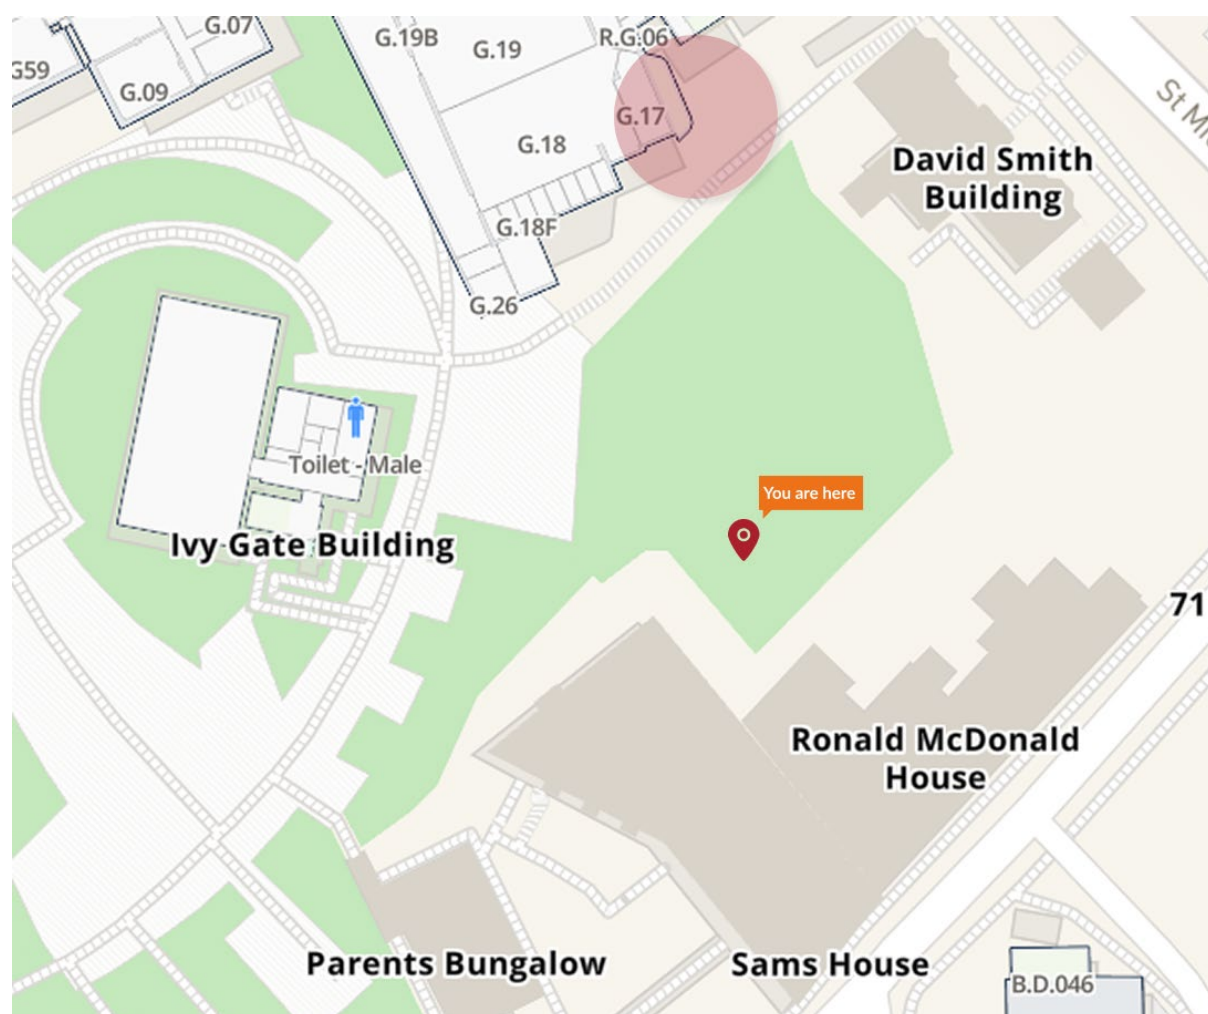 G.07
G.19B
G.19
R.G.06
G59
G.09
G.17
G.18
St Mi
David Smith
Building
G.18F
G.26
Toilet - Male
You are here
Ivy Gate Building
71
Ronald McDonald
House
Parents Bungalow
Sams House
B.D.046